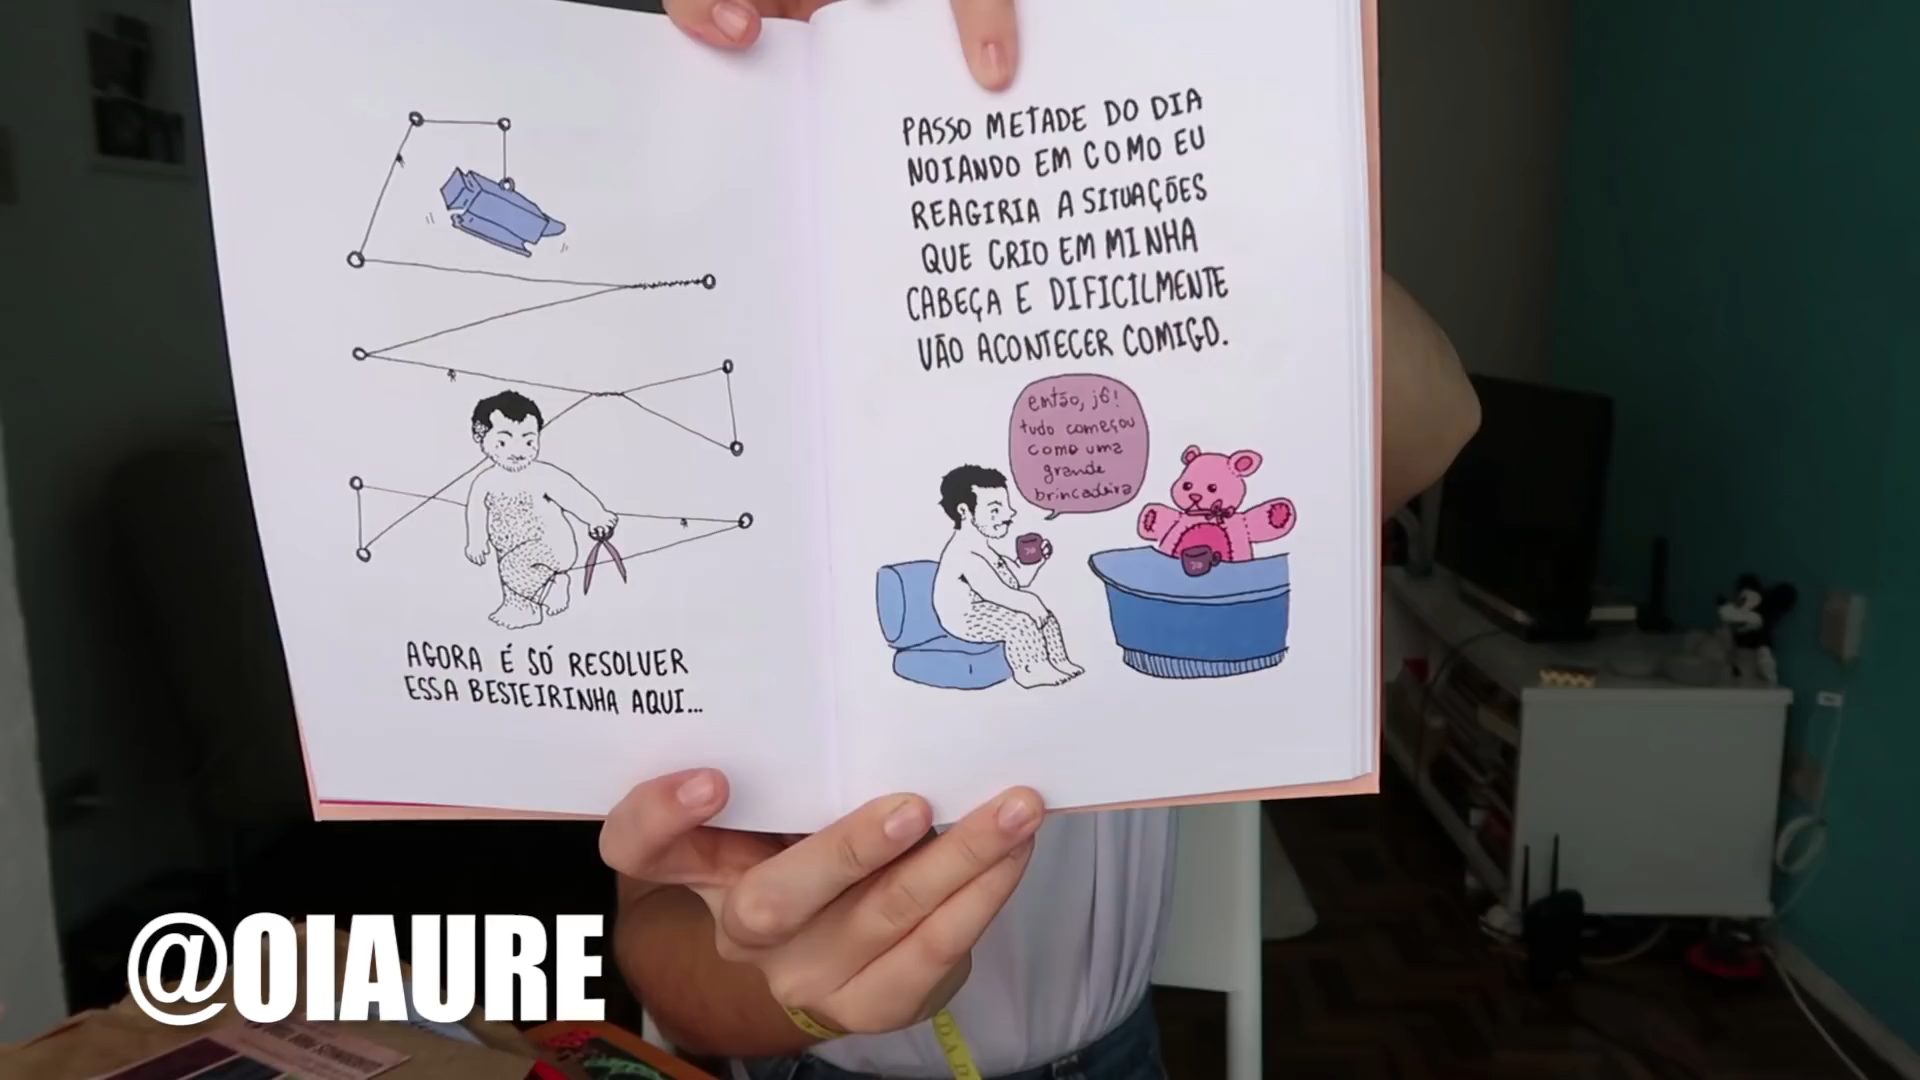 AGORA É SÓ RESOLVER
ESSA BESTEIRINHA AQUI...
PASSO METADE DO DIA
NOIANDO EM COMO EU
REAGIRIA A SITUAÇÕES
QUE CRIO EM MINHA
CABEÇA E DIFICILMENTE
VÃO ACONTECER COMIGO.
então, jô!
tudo começou
como uma
grande
brincadeira
@OIAURE